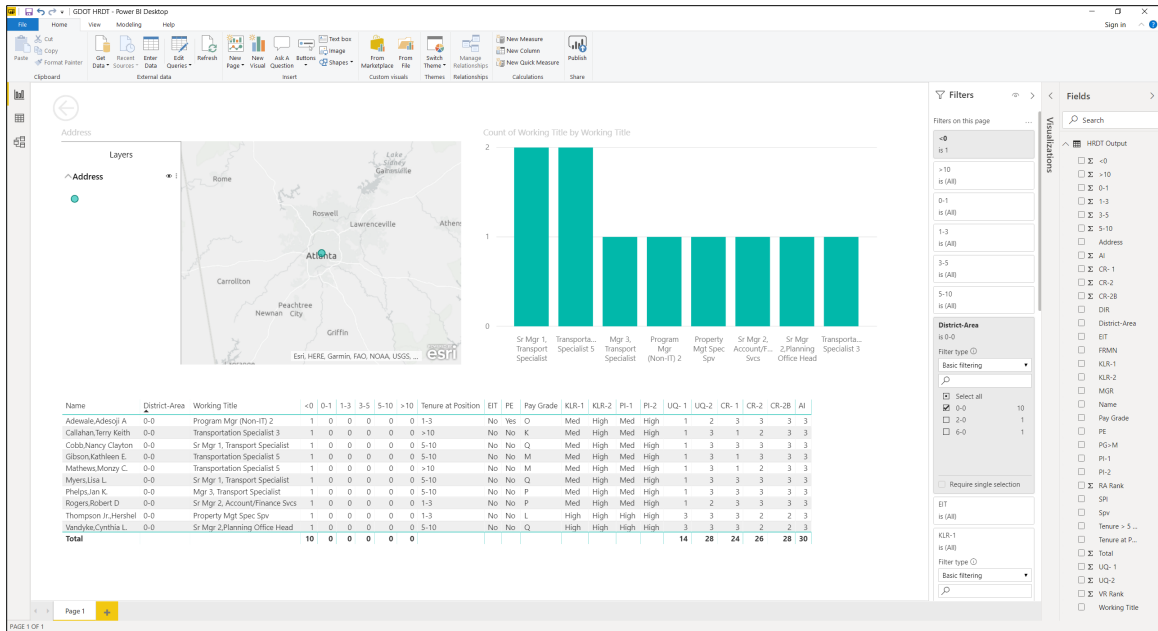 GDOT HRDT - Power BI Desktop
File Home View Modeling Help Sign in
Paste Cut Copy Format Painter
Get Data Recent Sources Enter Data Edit Queries Refresh New Page New Visual Ask A Question Buttons Text box Image Shapes From Marketplace From File Switch Theme Manage Relationships New Measure New Column New Quick Measure Publish
Clipboard External data Insert Custom visuals Themes Relationships Calculations Share
Address
Layers
Address
Rome
Lake Sidney
Gainesville
Roswell
Lawrenceville
Athens
Atlanta
Carrollton
Peachtree City
Newnan
Griffin
Esri, HERE, Garmin, FAO, NOAA, USGS, ...
esri
Count of Working Title by Working Title
2
1
0
Sr Mgr 1, Transport Specialist
Transporta... Specialist 5
Mgr 3, Transport Specialist
Program Mgr (Non-IT) 2
Property Mgt Spec Spv
Sr Mgr 2, Account/F... Svcs
Sr Mgr 2,Planning Office Head
Transporta... Specialist 3
Name District-Area Working Title <0 0-1 1-3 3-5 5-10 >10 Tenure at Position EIT PE Pay Grade KLR-1 KLR-2 PI-1 PI-2 UQ- 1 UQ-2 CR- 1 CR-2 CR-2B AI
Adewale,Adesoji A 0-0 Program Mgr (Non-IT) 2 1 0 0 0 0 0 1-3 No Yes O Med High Med High 1 2 3 3 3 3
Callahan,Terry Keith 0-0 Transportation Specialist 3 1 0 0 0 0 0 >10 No No K Med High Med High 1 3 1 2 3 3
Cobb,Nancy Clayton 0-0 Sr Mgr 1, Transport Specialist 1 0 0 0 0 0 5-10 No No Q Med High Med High 1 3 3 3 3 3
Gibson,Kathleen E. 0-0 Transportation Specialist 5 1 0 0 0 0 0 5-10 No No M Med High Med High 1 3 1 3 3 3
Mathews,Monzy C. 0-0 Transportation Specialist 5 1 0 0 0 0 0 >10 No No M Med High Med High 1 3 1 2 3 3
Myers,Lisa L. 0-0 Sr Mgr 1, Transport Specialist 1 0 0 0 0 0 5-10 No No Q Med High Med High 1 3 3 3 3 3
Phelps,Jan K. 0-0 Mgr 3, Transport Specialist 1 0 0 0 0 0 5-10 No No P Med High Med High 1 3 3 3 3 3
Rogers,Robert D 0-0 Sr Mgr 2, Account/Finance Svcs 1 0 0 0 0 0 1-3 No No P Med High Med High 1 2 3 3 3 3
Thompson Jr.,Hershel 0-0 Property Mgt Spec Spv 1 0 0 0 0 0 1-3 No No L High High High High 3 3 3 2 2 3
Vandyke,Cynthia L. 0-0 Sr Mgr 2,Planning Office Head 1 0 0 0 0 0 5-10 No No Q High High High High 3 3 3 2 2 3
Total 10 0 0 0 0 0 14 28 24 26 28 30
Filters
Filters on this page ...
<0
is 1
>10
is (All)
0-1
is (All)
1-3
is (All)
3-5
is (All)
5-10
is (All)
District-Area
is 0-0
Filter type
Basic filtering
Select all
0-0 10
2-0 1
6-0 1
Require single selection
EIT
is (All)
KLR-1
is (All)
Filter type
Basic filtering
Visualizations
Fields
Search
HRDT Output
Σ <0
Σ >10
Σ 0-1
Σ 1-3
Σ 3-5
Σ 5-10
Address
Σ AI
Σ CR- 1
Σ CR-2
Σ CR-2B
DIR
District-Area
EIT
FRMN
KLR-1
KLR-2
MGR
Name
Pay Grade
PE
PG>M
PI-1
PI-2
Σ RA Rank
SPI
Spv
Tenure > 5 ...
Tenure at P...
Σ Total
Σ UQ- 1
Σ UQ-2
Σ VR Rank
Working Title
Page 1
PAGE 1 OF 1